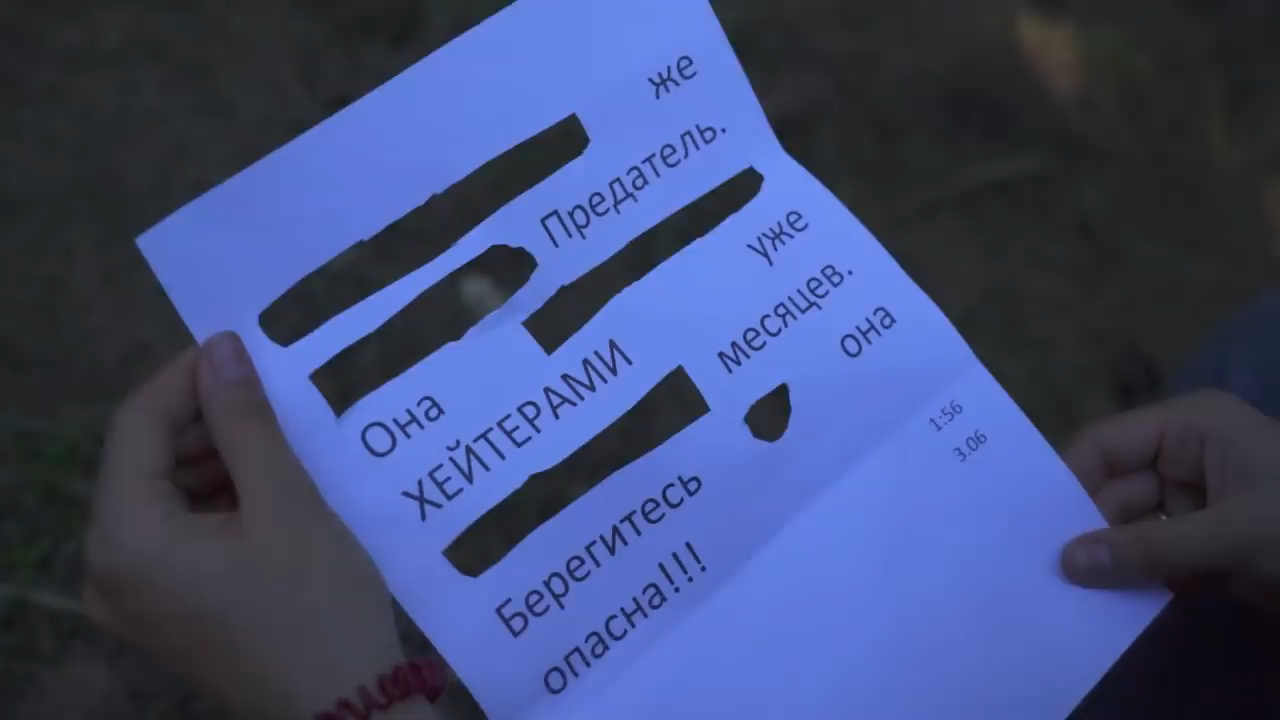 же
Предатель.
Она
ХЕЙТЕРАМИ уже
месяцев.
Берегитесь она
опасна!!!
1:56
3.06